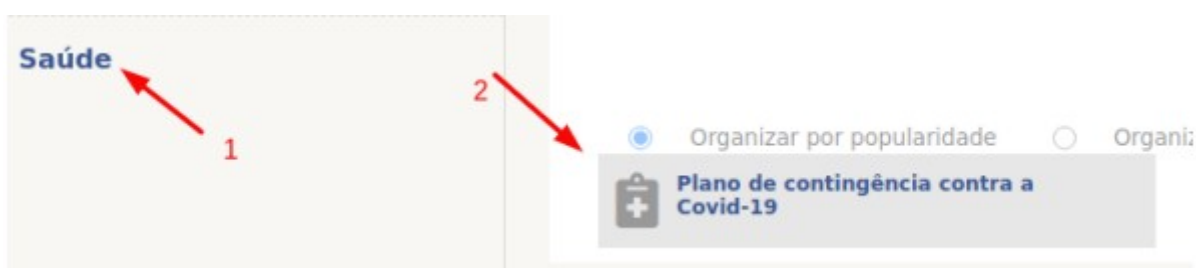 Saúde
1
2
Organizar por popularidade
Plano de contingência contra a
Covid-19